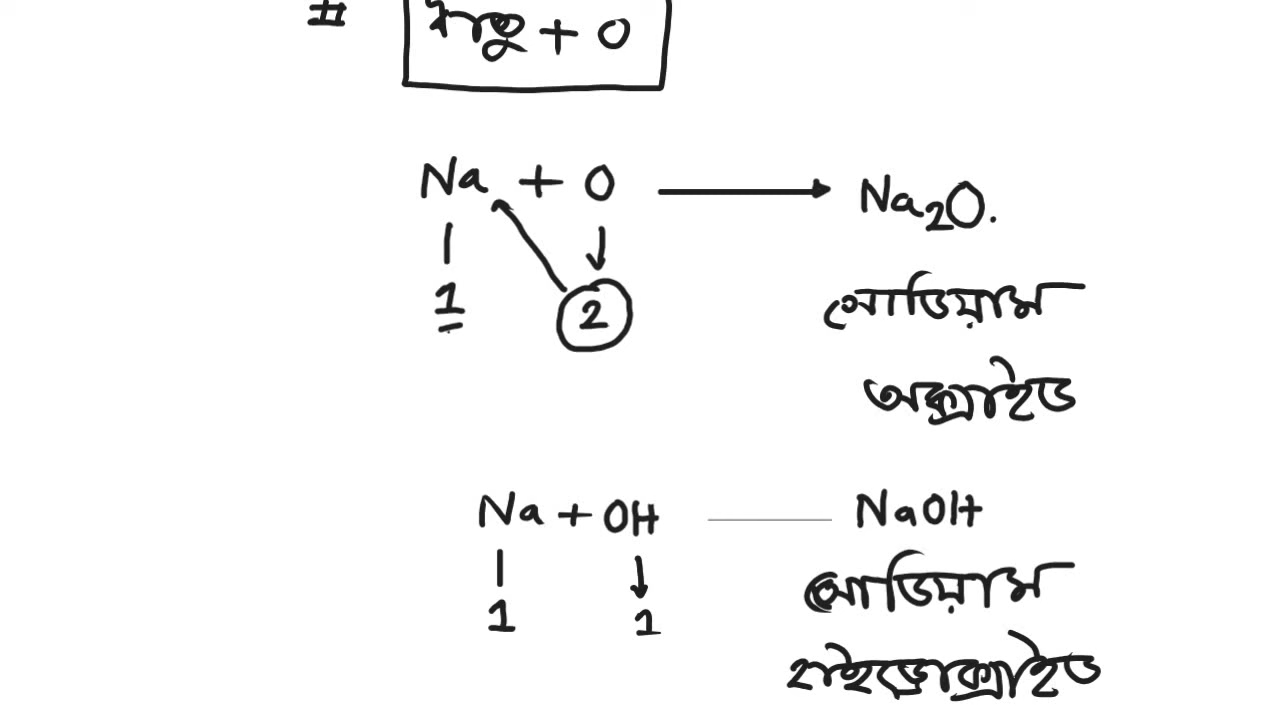 # ধাতু + O
Na + O → Na₂O.
1 2
সোডিয়াম
অক্সাইড
Na + OH — NaOH
1 1
সোডিয়াম
হাইড্রোক্সাইড